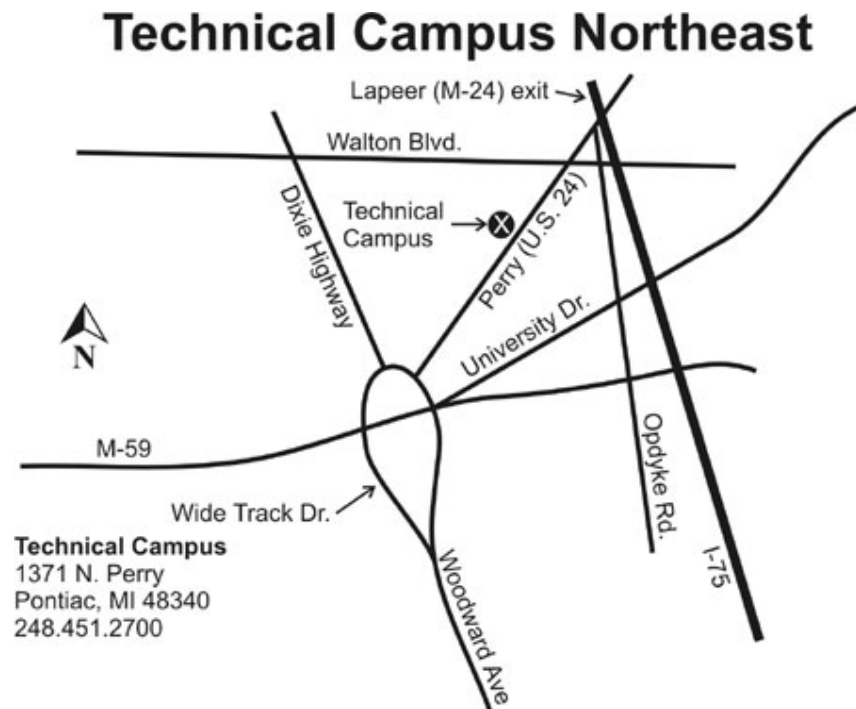 Technical Campus Northeast
Lapeer (M-24) exit
Walton Blvd.
Dixie Highway
Technical
Campus
X
Perry (U.S. 24)
University Dr.
N
M-59
Opdyke Rd.
Wide Track Dr.
I-75
Woodward Ave
Technical Campus
1371 N. Perry
Pontiac, MI 48340
248.451.2700